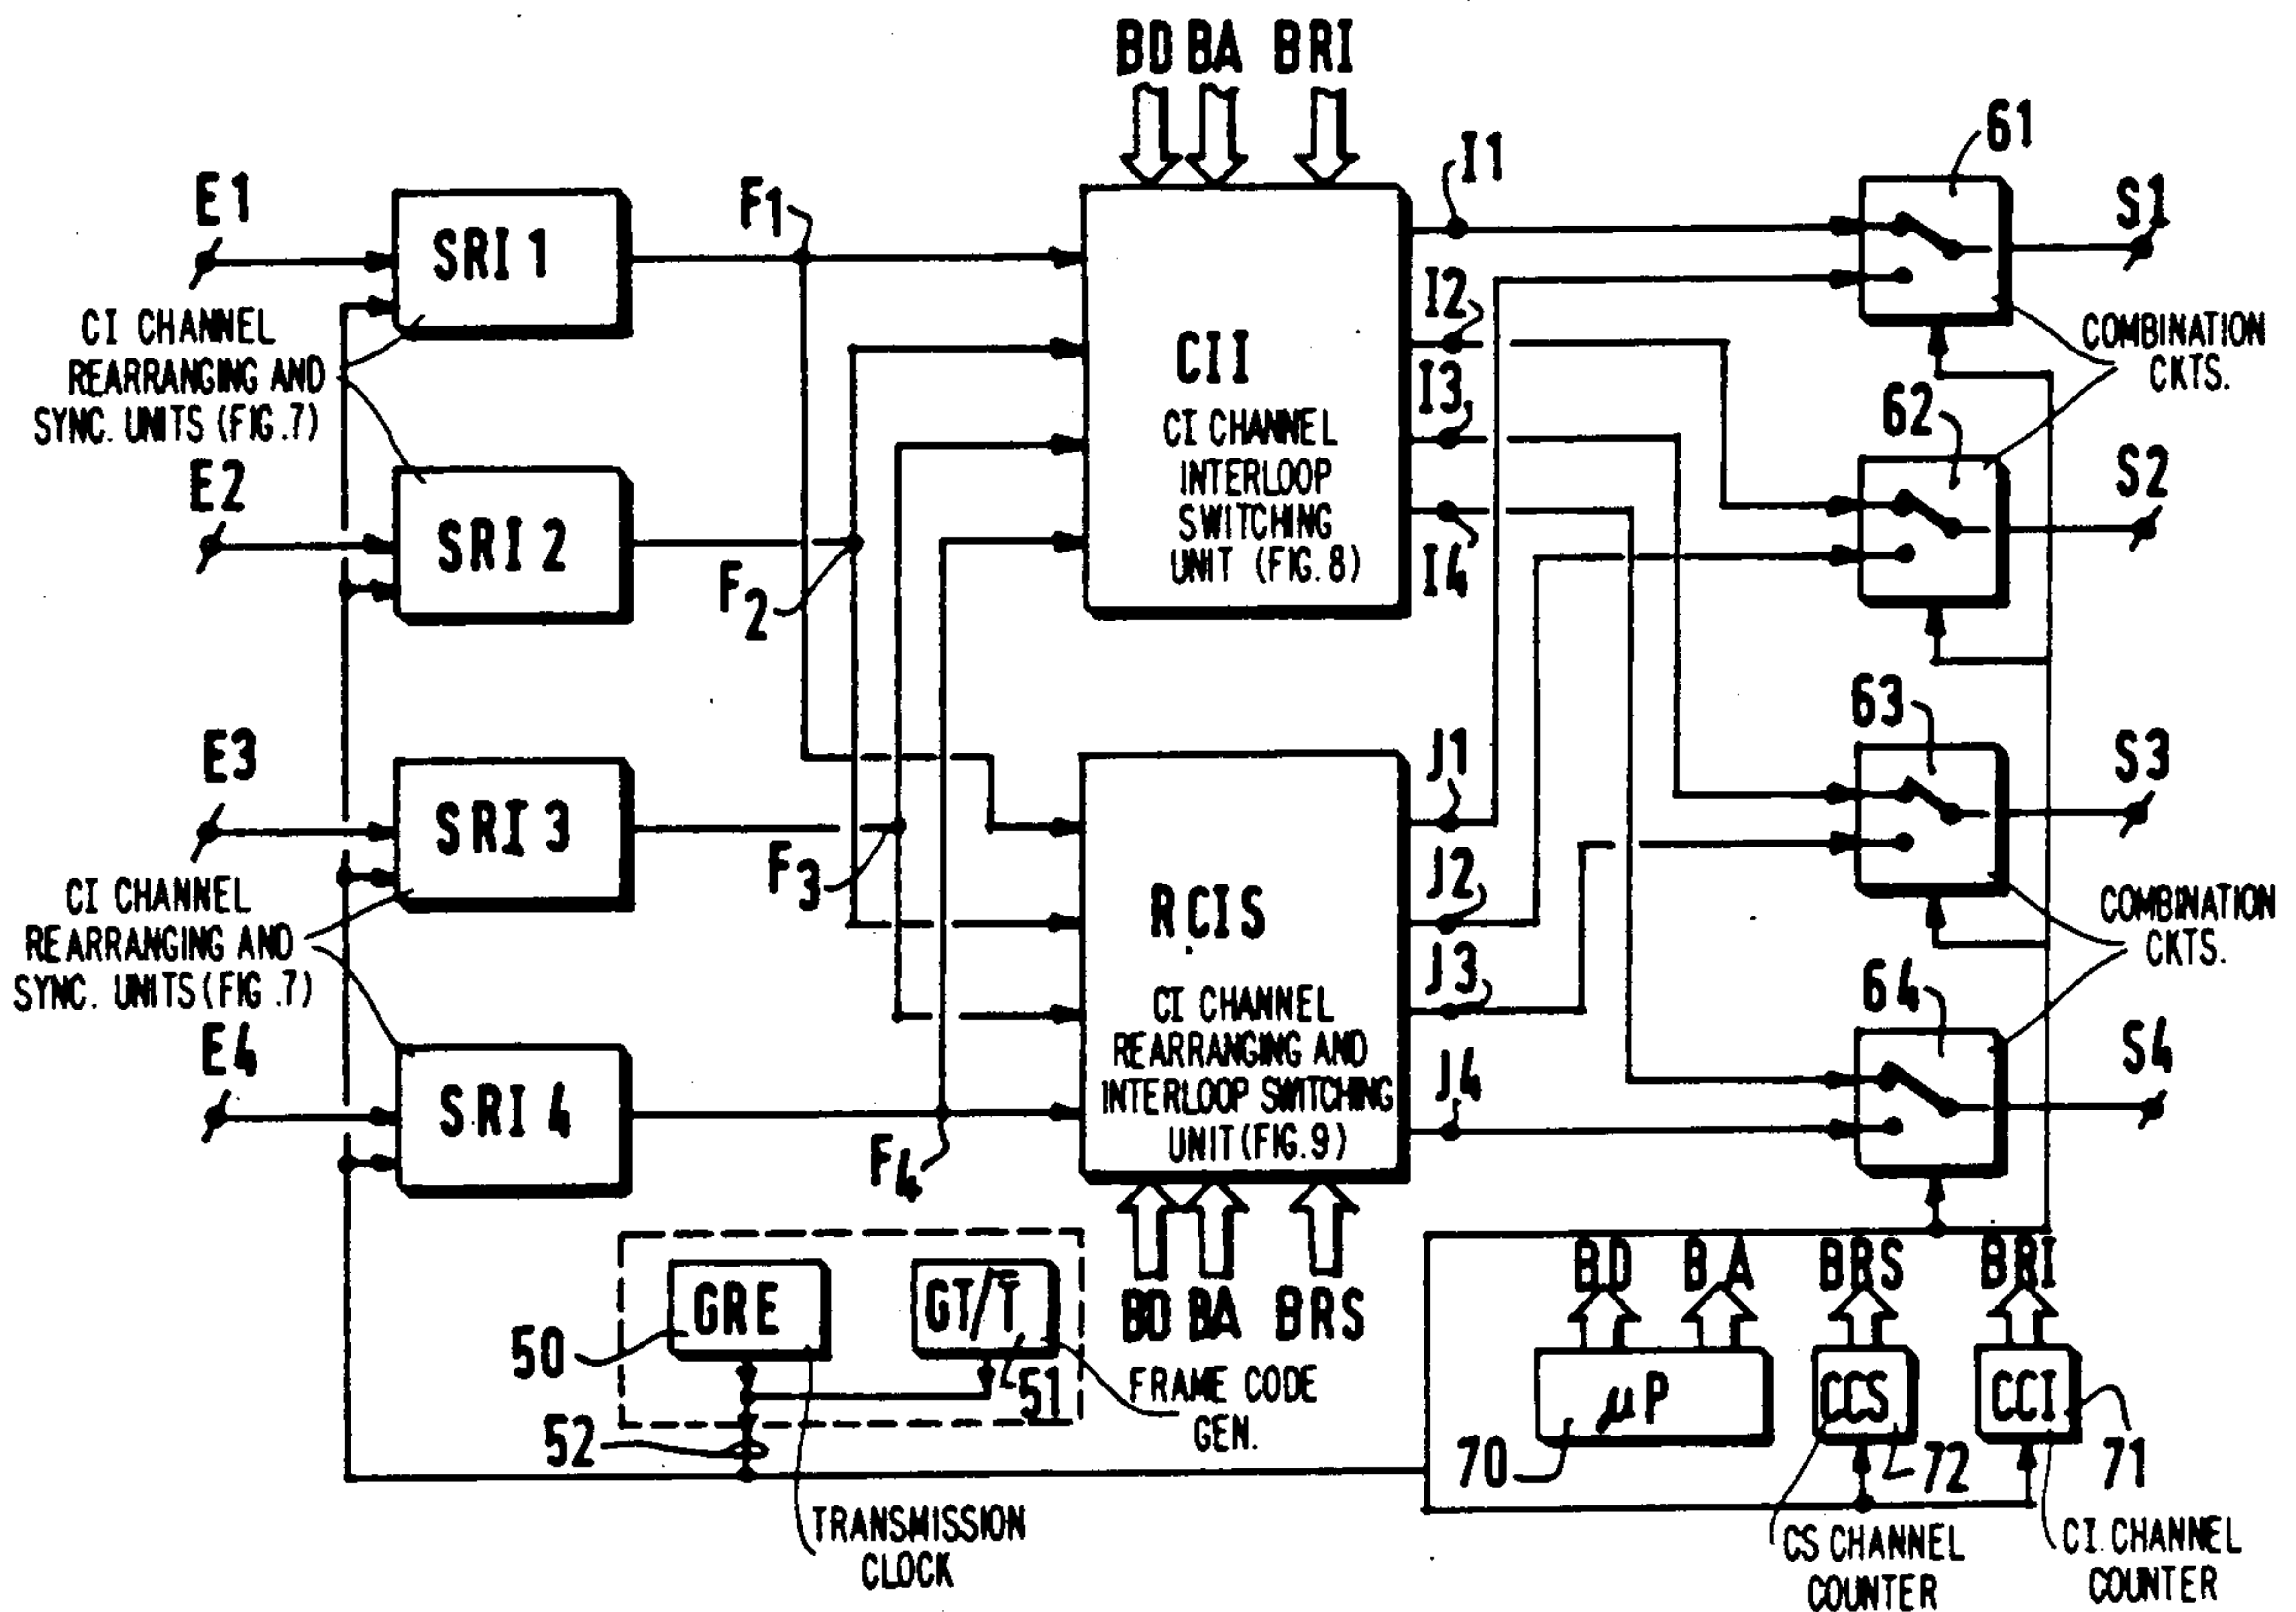 BD BA BRI
E1
SRI 1
F1
I1
61
S1
CI CHANNEL
REARRANGING AND
SYNC. UNITS (FIG.7)
CII
CI CHANNEL
INTERLOOP
SWITCHING
UNIT (FIG.8)
I2
I3
I4
COMBINATION
CKTS.
62
S2
E2
SRI 2
F2
E3
SRI 3
F3
J1
63
S3
CI CHANNEL
REARRANGING AND
SYNC. UNITS (FIG.7)
RCIS
CI CHANNEL
REARRANGING AND
INTERLOOP SWITCHING
UNIT (FIG.9)
J2
J3
J4
COMBINATION
CKTS.
64
S4
E4
SRI 4
F4
BD BA BRS
GRE
GT/T̅
50
51
52
FRAME CODE
GEN.
TRANSMISSION
CLOCK
BD BA BRS BRI
μP
CCS
CCI
70
72
71
CS CHANNEL
COUNTER
CI CHANNEL
COUNTER